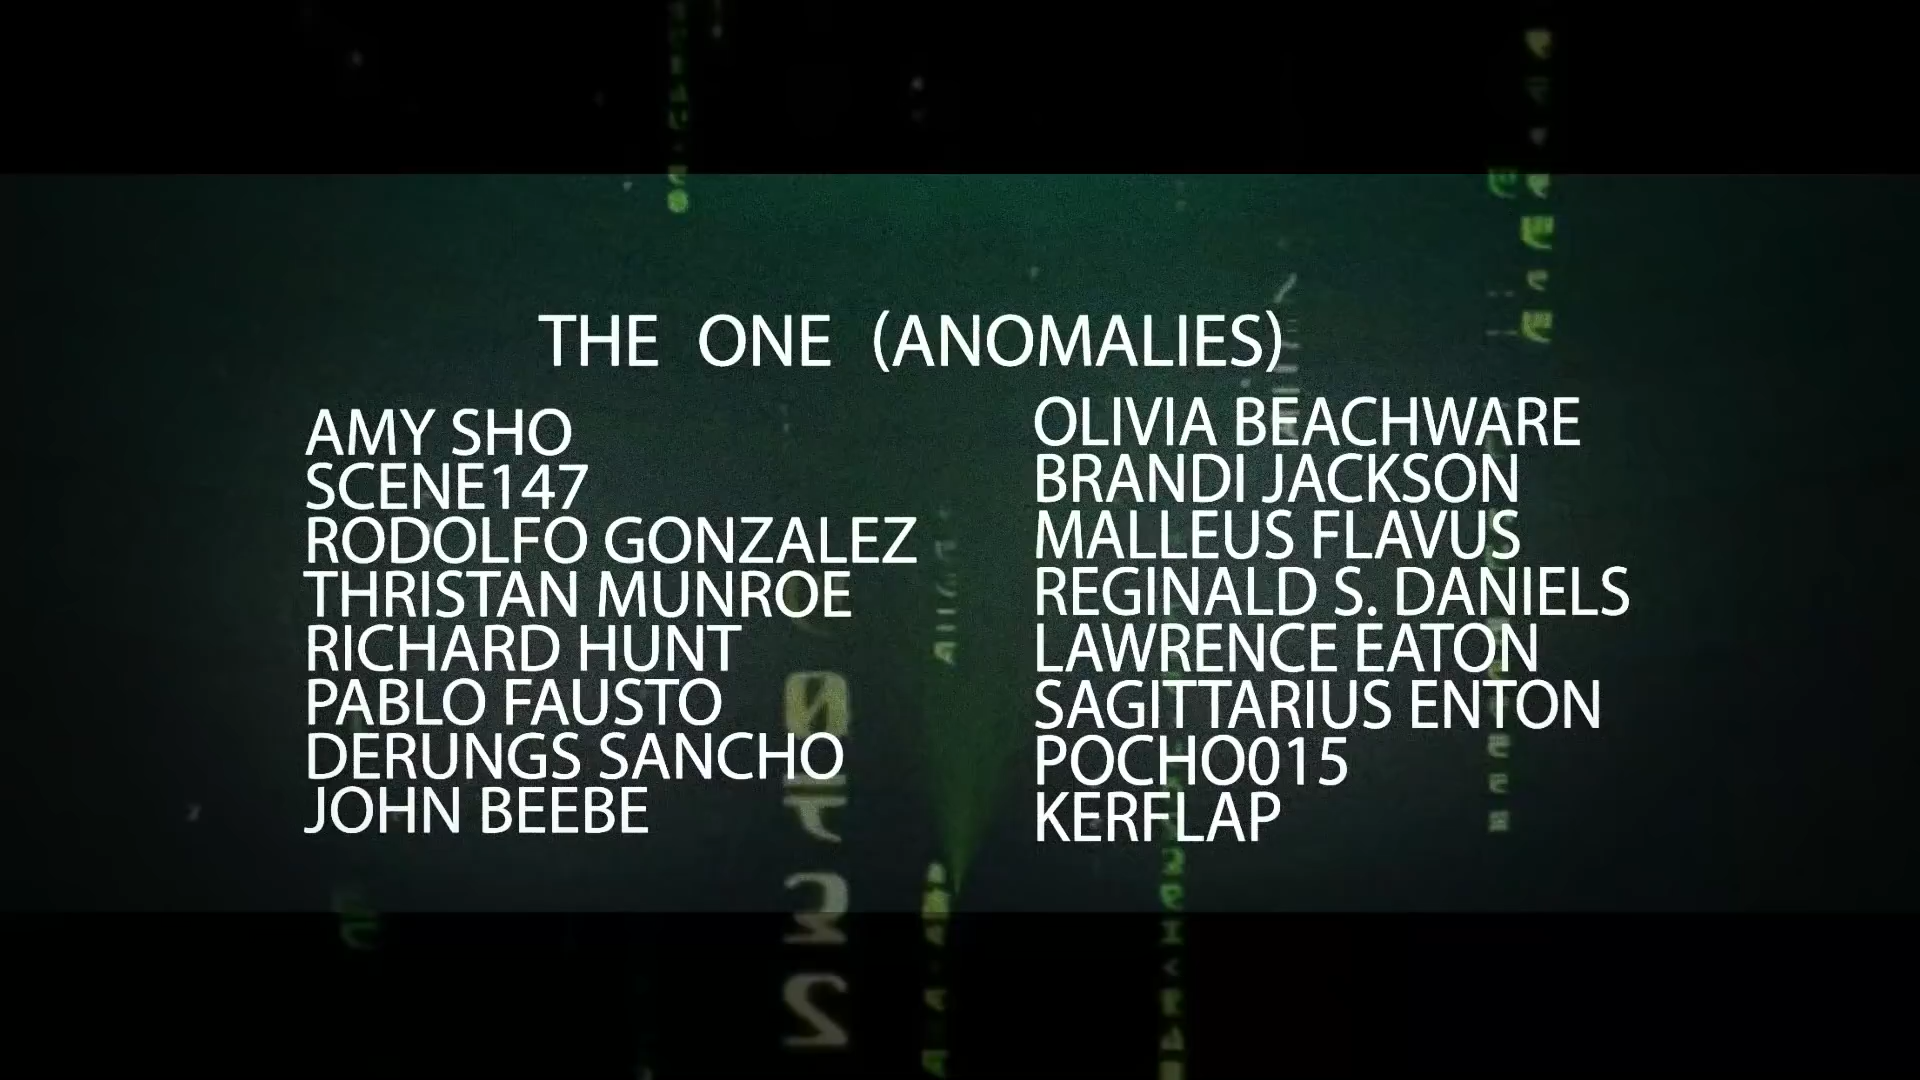 THE ONE (ANOMALIES)
AMY SHO
SCENE147
RODOLFO GONZALEZ
THRISTAN MUNROE
RICHARD HUNT
PABLO FAUSTO
DERUNGS SANCHO
JOHN BEEBE
OLIVIA BEACHWARE
BRANDI JACKSON
MALLEUS FLAVUS
REGINALD S. DANIELS
LAWRENCE EATON
SAGITTARIUS ENTON
POCHO015
KERFLAP